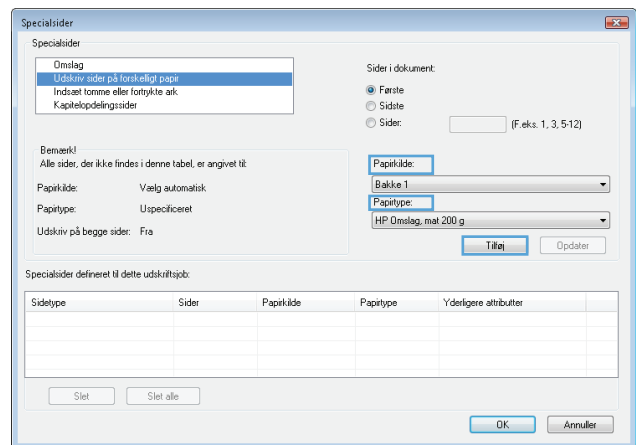 Specialsider
Specialsider
Omslag
Udskriv sider på forskelligt papir
Indsæt tomme eller fortrykte ark
Kapitelopdelingssider
Sider i dokument:
Første
Sidste
Sider:
(F.eks. 1, 3, 5-12)
Bemærk!
Alle sider, der ikke findes i denne tabel, er angivet til:
Papirkilde: Vælg automatisk
Papirtype: Uspecificeret
Udskriv på begge sider: Fra
Papirkilde:
Bakke 1
Papirtype:
HP Omslag, mat 200 g
Tilføj Opdater
Specialsider defineret til dette udskriftsjob:
Sidetype Sider Papirkilde Papirtype Yderligere attributter
Slet Slet alle
OK Annuller